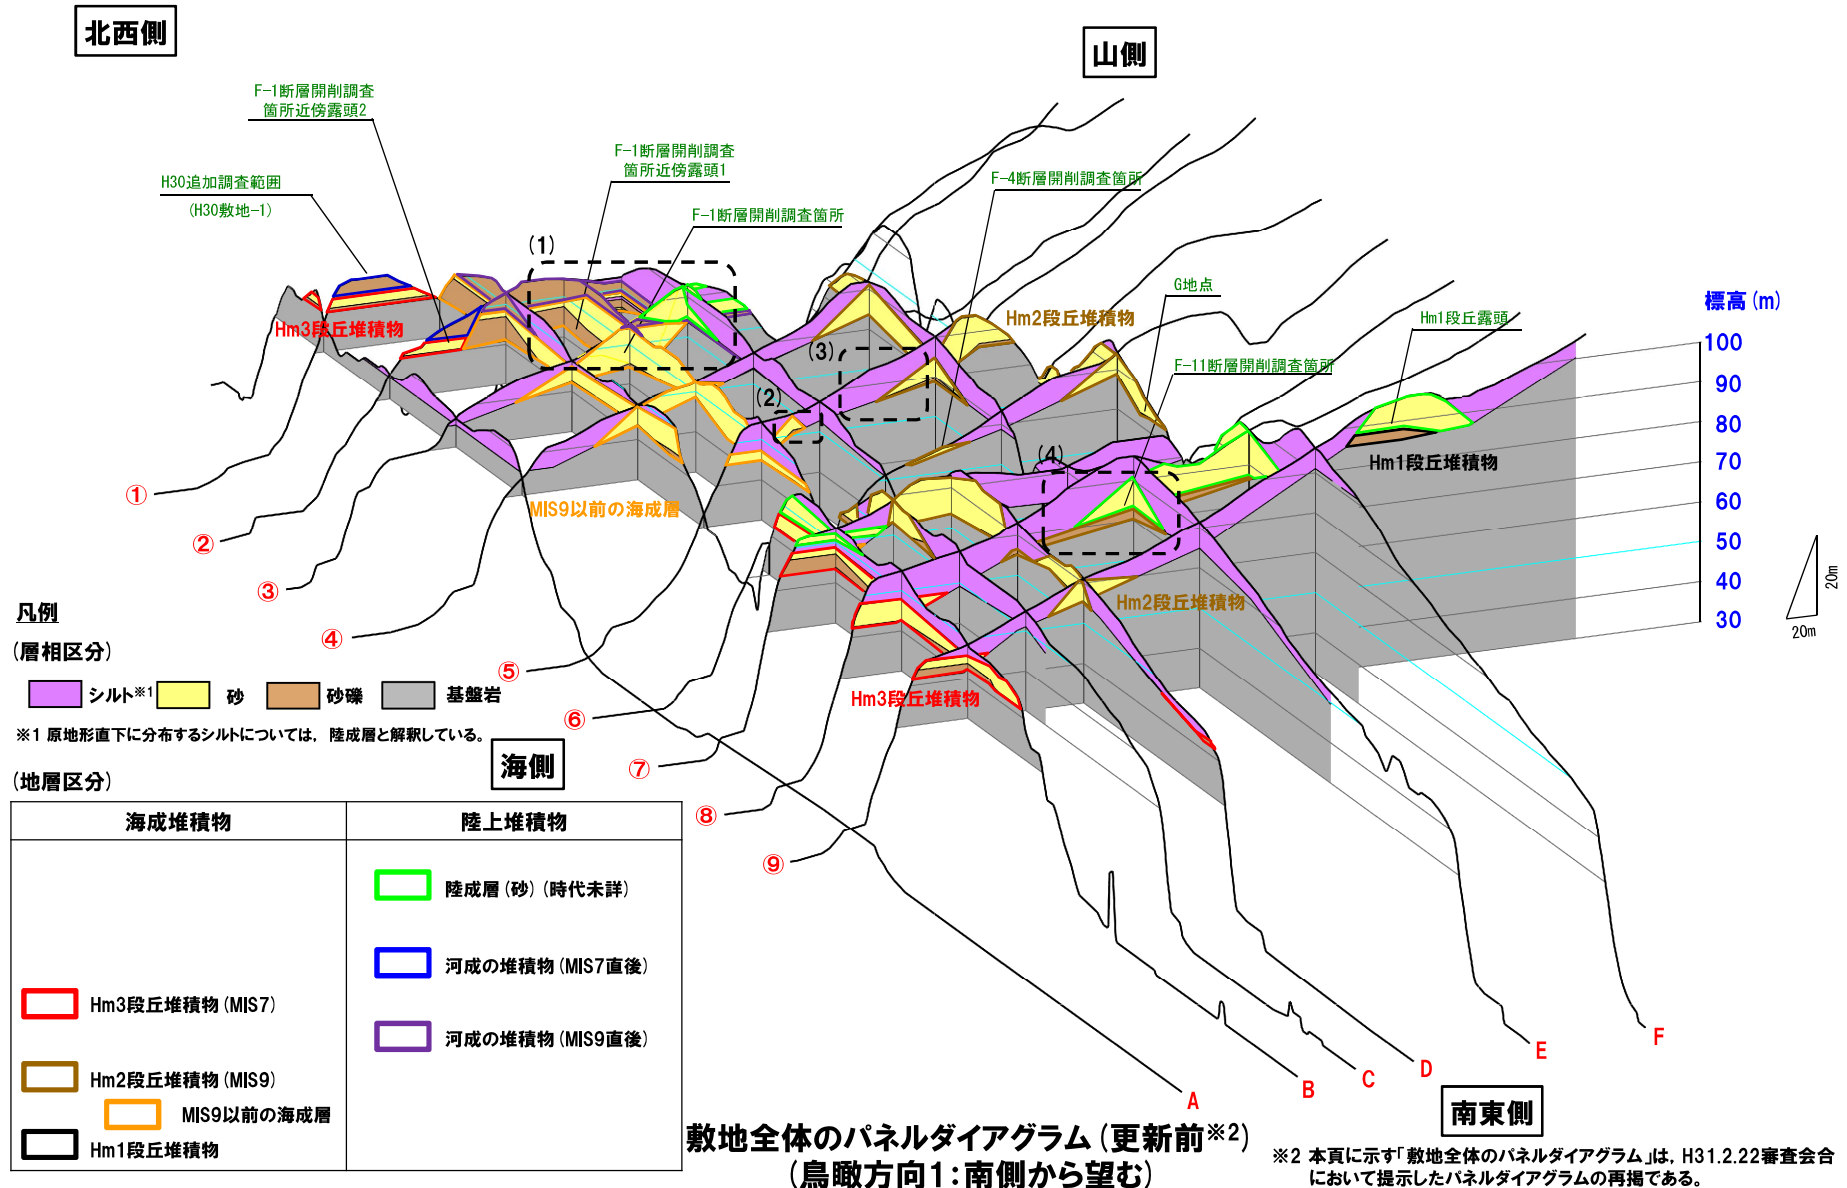 北西側
山側
F-1断層開削調査
箇所近傍露頭2
F-1断層開削調査
箇所近傍露頭1
H30追加調査範囲
(H30敷地-1)
F-4断層開削調査箇所
F-1断層開削調査箇所
(1)
G地点
標高(m)
Hm3段丘堆積物
Hm2段丘堆積物
Hm1段丘露頭
(3)
F-11断層開削調査箇所
100
90
80
70
60
50
40
30
(2)
(4)
Hm1段丘堆積物
①
MIS9以前の海成層
②
③
④
⑤
⑥
⑦
⑧
⑨
Hm2段丘堆積物
20m
20m
Hm3段丘堆積物
凡例
(層相区分)
シルト※1
砂
砂礫
基盤岩
※1 原地形直下に分布するシルトについては,陸成層と解釈している。
海側
(地層区分)
海成堆積物
陸上堆積物
陸成層(砂)(時代未詳)
河成の堆積物(MIS7直後)
Hm3段丘堆積物(MIS7)
河成の堆積物(MIS9直後)
Hm2段丘堆積物(MIS9)
MIS9以前の海成層
Hm1段丘堆積物
A
B
C
D
E
F
南東側
敷地全体のパネルダイアグラム(更新前※2)
(鳥瞰方向1:南側から望む)
※2 本頁に示す「敷地全体のパネルダイアグラム」は,H31.2.22審査会合
において提示したパネルダイアグラムの再掲である。